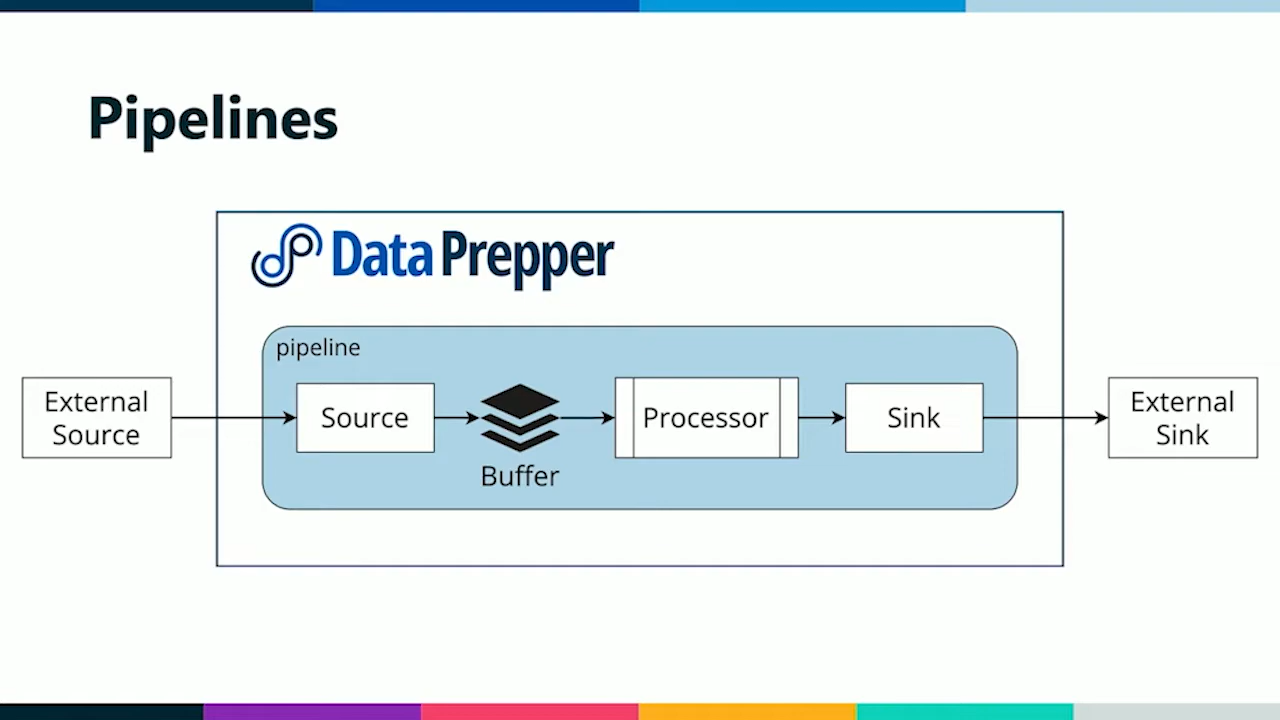 Pipelines
Data Prepper
pipeline
External
Source
Source
Buffer
Processor
Sink
External
Sink